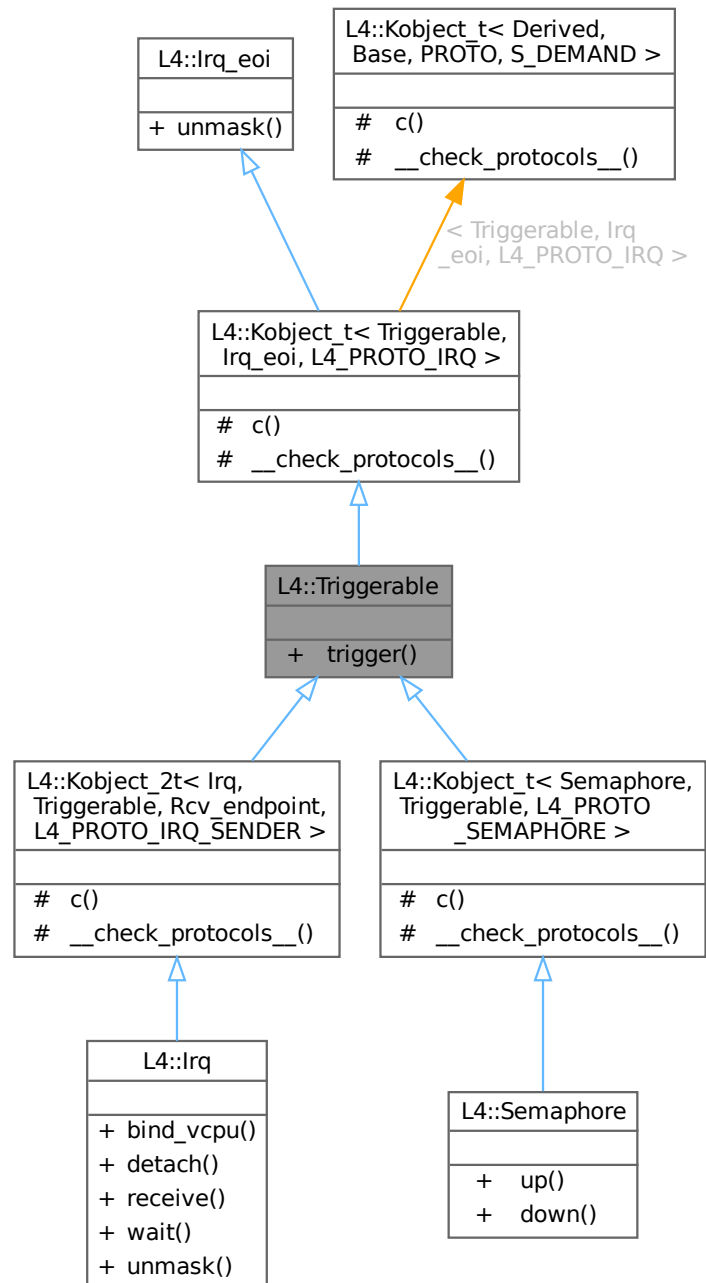 L4::Irq_eoi
+ unmask()
L4::Kobject_t< Derived,
Base, PROTO, S_DEMAND >
# c()
# __check_protocols__()
< Triggerable, Irq
_eoi, L4_PROTO_IRQ >
L4::Kobject_t< Triggerable,
Irq_eoi, L4_PROTO_IRQ >
# c()
# __check_protocols__()
L4::Triggerable
+ trigger()
L4::Kobject_2t< Irq,
Triggerable, Rcv_endpoint,
L4_PROTO_IRQ_SENDER >
# c()
# __check_protocols__()
L4::Kobject_t< Semaphore,
Triggerable, L4_PROTO
_SEMAPHORE >
# c()
# __check_protocols__()
L4::Irq
+ bind_vcpu()
+ detach()
+ receive()
+ wait()
+ unmask()
L4::Semaphore
+ up()
+ down()